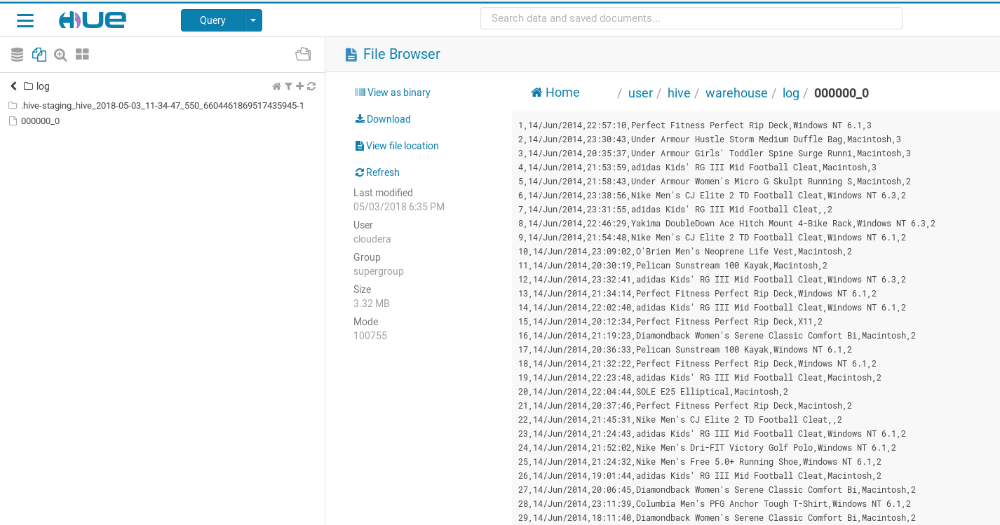 HUE
Query
Search data and saved documents...
log
.hive-staging_hive_2018-05-03_11-34-47_550_6604461869517435945-1
000000_0
File Browser
View as binary
Download
View file location
Refresh
Last modified
05/03/2018 6:35 PM
User
cloudera
Group
supergroup
Size
3.32 MB
Mode
100755
Home / user / hive / warehouse / log / 000000_0
1,14/Jun/2014,22:57:10,Perfect Fitness Perfect Rip Deck,Windows NT 6.1,3
2,14/Jun/2014,23:30:43,Under Armour Hustle Storm Medium Duffle Bag,Macintosh,3
3,14/Jun/2014,20:35:37,Under Armour Girls' Toddler Spine Surge Runni,Macintosh,3
4,14/Jun/2014,21:53:59,adidas Kids' RG III Mid Football Cleat,Macintosh,3
5,14/Jun/2014,21:58:43,Under Armour Women's Micro G Skulpt Running S,Macintosh,2
6,14/Jun/2014,23:38:56,Nike Men's CJ Elite 2 TD Football Cleat,Windows NT 6.3,2
7,14/Jun/2014,23:31:55,adidas Kids' RG III Mid Football Cleat,,2
8,14/Jun/2014,22:46:29,Yakima DoubleDown Ace Hitch Mount 4-Bike Rack,Windows NT 6.3,2
9,14/Jun/2014,21:54:48,Nike Men's CJ Elite 2 TD Football Cleat,Windows NT 6.1,2
10,14/Jun/2014,23:09:02,O'Brien Men's Neoprene Life Vest,Macintosh,2
11,14/Jun/2014,20:30:19,Pelican Sunstream 100 Kayak,Macintosh,2
12,14/Jun/2014,23:32:41,adidas Kids' RG III Mid Football Cleat,Windows NT 6.3,2
13,14/Jun/2014,21:34:14,Perfect Fitness Perfect Rip Deck,Windows NT 6.1,2
14,14/Jun/2014,22:02:40,adidas Kids' RG III Mid Football Cleat,Windows NT 6.1,2
15,14/Jun/2014,20:12:34,Perfect Fitness Perfect Rip Deck,X11,2
16,14/Jun/2014,21:19:23,Diamondback Women's Serene Classic Comfort Bi,Macintosh,2
17,14/Jun/2014,20:36:33,Pelican Sunstream 100 Kayak,Windows NT 6.1,2
18,14/Jun/2014,21:32:22,Perfect Fitness Perfect Rip Deck,Windows NT 6.1,2
19,14/Jun/2014,22:23:48,adidas Kids' RG III Mid Football Cleat,Macintosh,2
20,14/Jun/2014,22:04:44,SOLE E25 Elliptical,Macintosh,2
21,14/Jun/2014,20:37:46,Perfect Fitness Perfect Rip Deck,Macintosh,2
22,14/Jun/2014,21:45:31,Nike Men's CJ Elite 2 TD Football Cleat,,2
23,14/Jun/2014,21:24:43,adidas Kids' RG III Mid Football Cleat,Windows NT 6.1,2
24,14/Jun/2014,21:52:02,Nike Men's Dri-FIT Victory Golf Polo,Windows NT 6.1,2
25,14/Jun/2014,21:24:32,Nike Men's Free 5.0+ Running Shoe,Windows NT 6.1,2
26,14/Jun/2014,19:01:44,adidas Kids' RG III Mid Football Cleat,Macintosh,2
27,14/Jun/2014,20:06:45,Diamondback Women's Serene Classic Comfort Bi,Macintosh,2
28,14/Jun/2014,23:11:39,Columbia Men's PFG Anchor Tough T-Shirt,Windows NT 6.1,2
29,14/Jun/2014,18:11:40,Diamondback Women's Serene Classic Comfort Bi,Macintosh,2